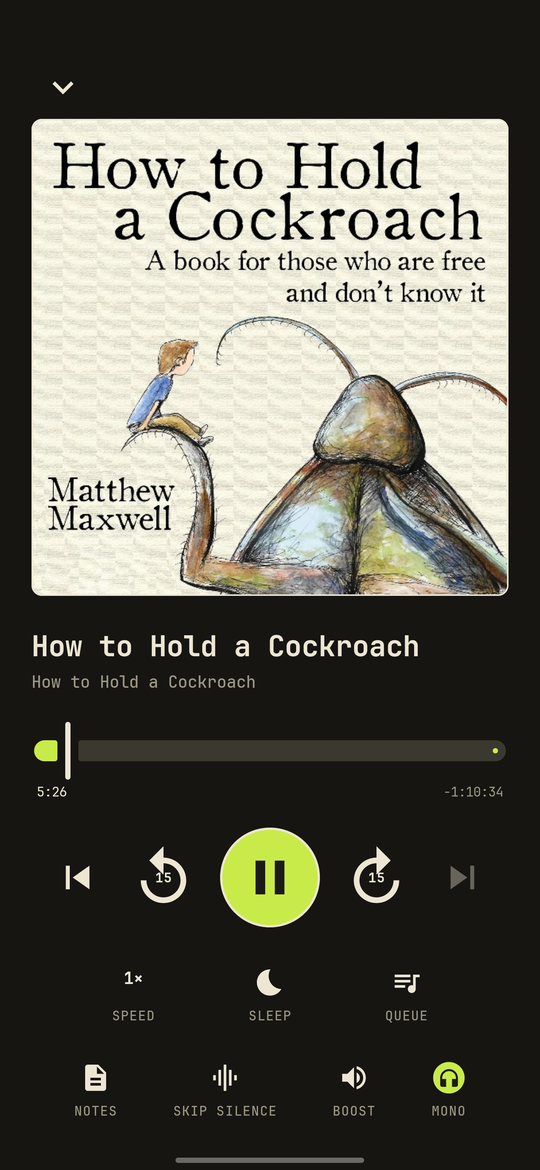 How to Hold
a Cockroach
A book for those who are free
and don't know it
Matthew
Maxwell
How to Hold a Cockroach
How to Hold a Cockroach
5:26
-1:10:34
15
15
1×
SPEED
SLEEP
QUEUE
NOTES
SKIP SILENCE
BOOST
MONO